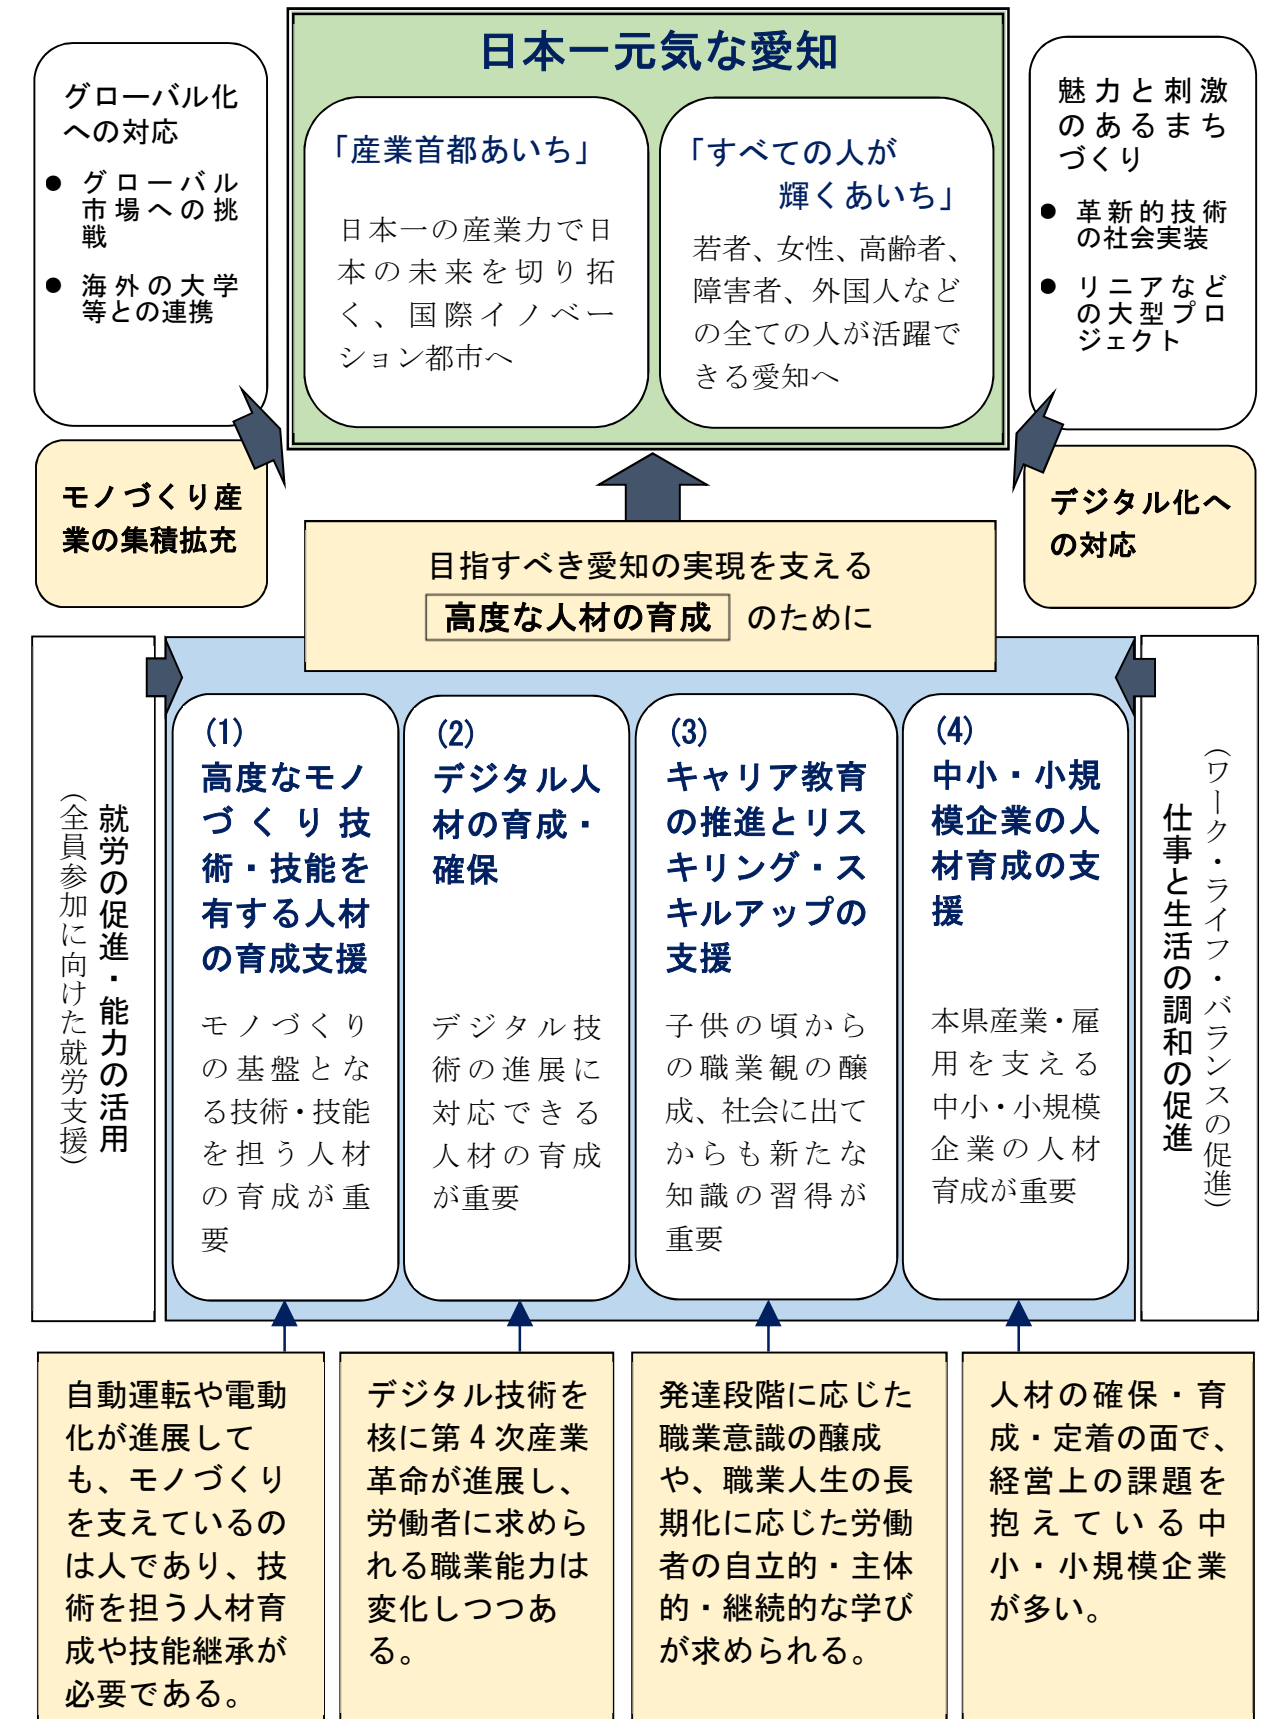 日本一元気な愛知
グローバル化
への対応
● グローバル
市場への挑
戦
● 海外の大学
等との連携
「産業首都あいち」
日本一の産業力で日
本の未来を切り拓
く、国際イノベー
ション都市へ
「すべての人が
輝くあいち」
若者、女性、高齢者、
障害者、外国人など
の全ての人が活躍で
きる愛知へ
魅力と刺激
のあるまち
づくり
● 革新的技術
の社会実装
● リニアなど
の大型プロ
ジェクト
モノづくり産
業の集積拡充
デジタル化へ
の対応
目指すべき愛知の実現を支える
高度な人材の育成 のために
就労の促進・能力の活用
（全員参加に向けた就労支援）
(1)
高度なモノ
づくり技
術・技能を
有する人材
の育成支援
モノづくり
の基盤とな
る技術・技能
を担う人材
の育成が重
要
(2)
デジタル人
材の育成・
確保
デジタル技
術の進展に
対応できる
人材の育成
が重要
(3)
キャリア教育
の推進とリス
キリング・ス
キルアップの
支援
子供の頃から
の職業観の醸
成、社会に出て
からも新たな
知識の習得が
重要
(4)
中小・小規
模企業の人
材育成の支
援
本県産業・雇
用を支える
中小・小規模
企業の人材
育成が重要
（ワーク・ライフ・バランスの促進）
仕事と生活の調和の促進
自動運転や電動
化が進展して
も、モノづくり
を支えているの
は人であり、技
術を担う人材育
成や技能継承が
必要である。
デジタル技術を
核に第４次産業
革命が進展し、
労働者に求めら
れる職業能力は
変化しつつあ
る。
発達段階に応じた
職業意識の醸成
や、職業人生の長
期化に応じた労働
者の自立的・主体
的・継続的な学び
が求められる。
人材の確保・育
成・定着の面で、
経営上の課題を
抱えている中
小・小規模企業
が多い。